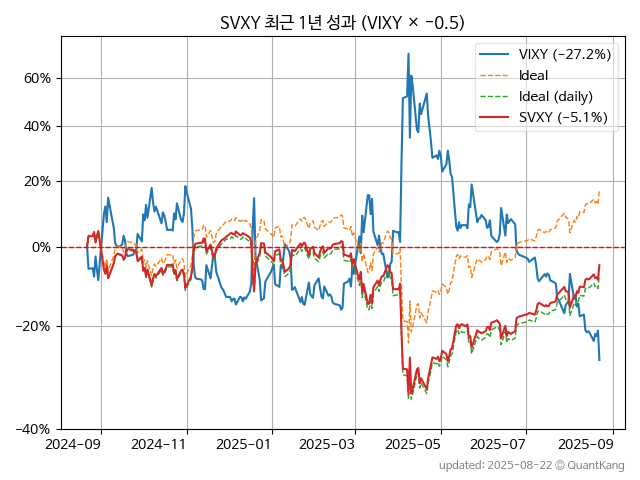 SVXY 최근 1년 성과 (VIXY × −0.5)
VIXY (−27.2%)
Ideal
Ideal (daily)
SVXY (−5.1%)
60%
40%
20%
0%
−20%
−40%
2024−09
2024−11
2025−01
2025−03
2025−05
2025−07
2025−09
updated: 2025−08−22 © QuantKang